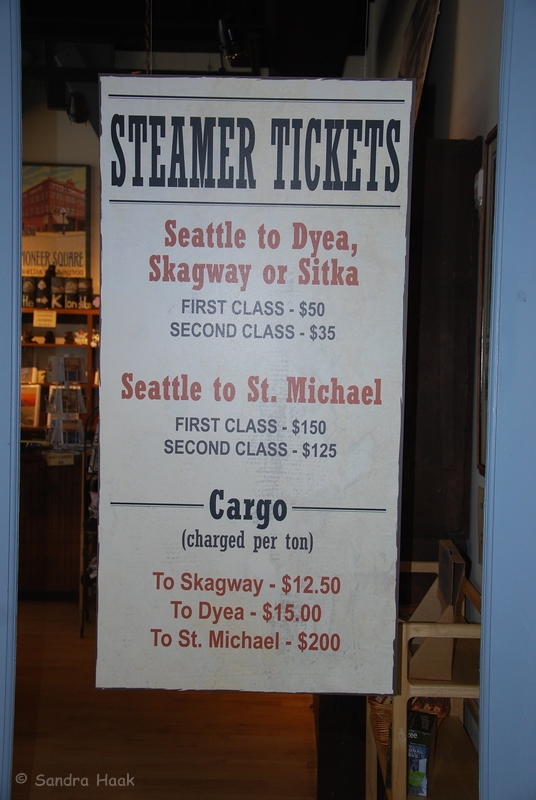 STEAMER TICKETS
Seattle to Dyea,
Skagway or Sitka
FIRST CLASS - $50
SECOND CLASS - $35
Seattle to St. Michael
FIRST CLASS - $150
SECOND CLASS - $125
Cargo
(charged per ton)
To Skagway - $12.50
To Dyea - $15.00
To St. Michael - $200
PIONEER SQUARE
© Sandra Haak